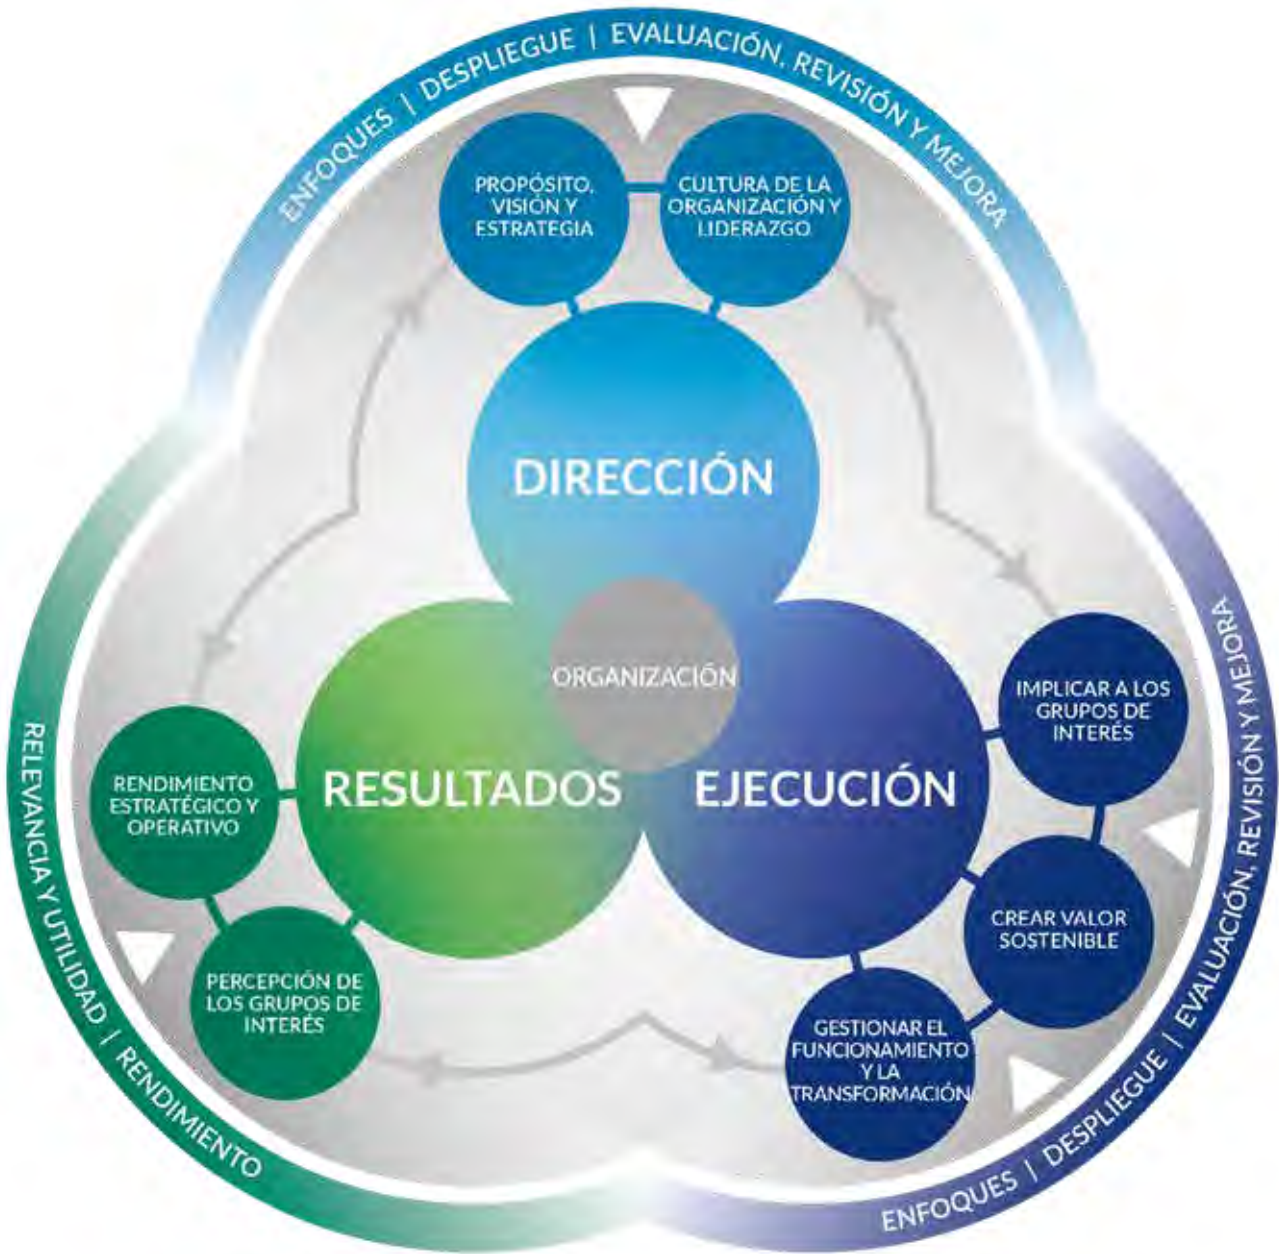 ENFOQUES | DESPLIEGUE | EVALUACIÓN, REVISIÓN Y MEJORA
PROPÓSITO,
VISIÓN Y
ESTRATEGIA
CULTURA DE LA
ORGANIZACIÓN Y
LIDERAZGO
DIRECCIÓN
ORGANIZACIÓN
RESULTADOS
EJECUCIÓN
IMPLICAR A LOS
GRUPOS DE
INTERÉS
CREAR VALOR
SOSTENIBLE
GESTIONAR EL
FUNCIONAMIENTO
Y LA
TRANSFORMACIÓN
RENDIMIENTO
ESTRATÉGICO Y
OPERATIVO
PERCEPCIÓN DE
LOS GRUPOS DE
INTERÉS
RELEVANCIA Y UTILIDAD | RENDIMIENTO
ENFOQUES | DESPLIEGUE | EVALUACIÓN, REVISIÓN Y MEJORA